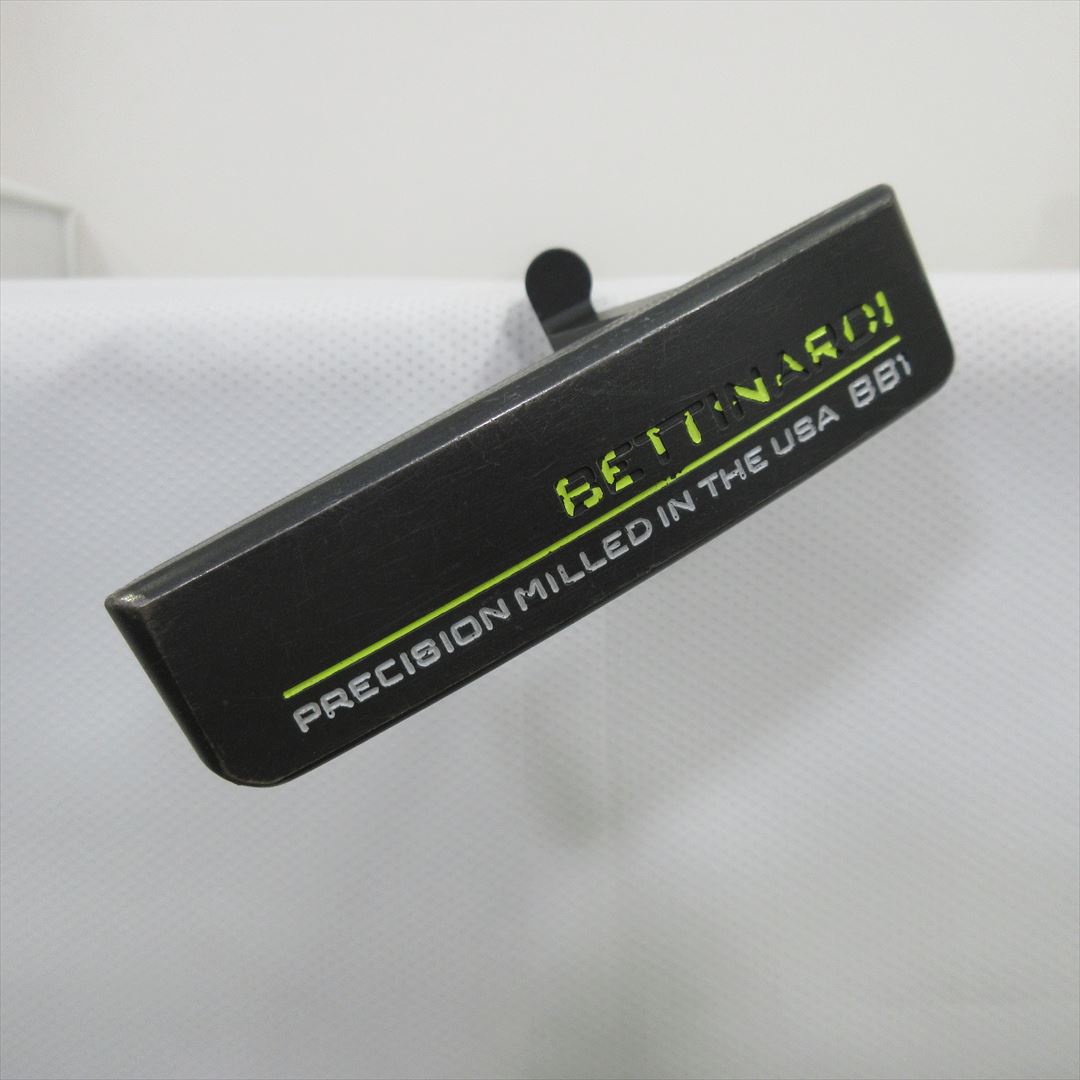 BETTINARDI
PRECISION MILLED IN THE USA BB1